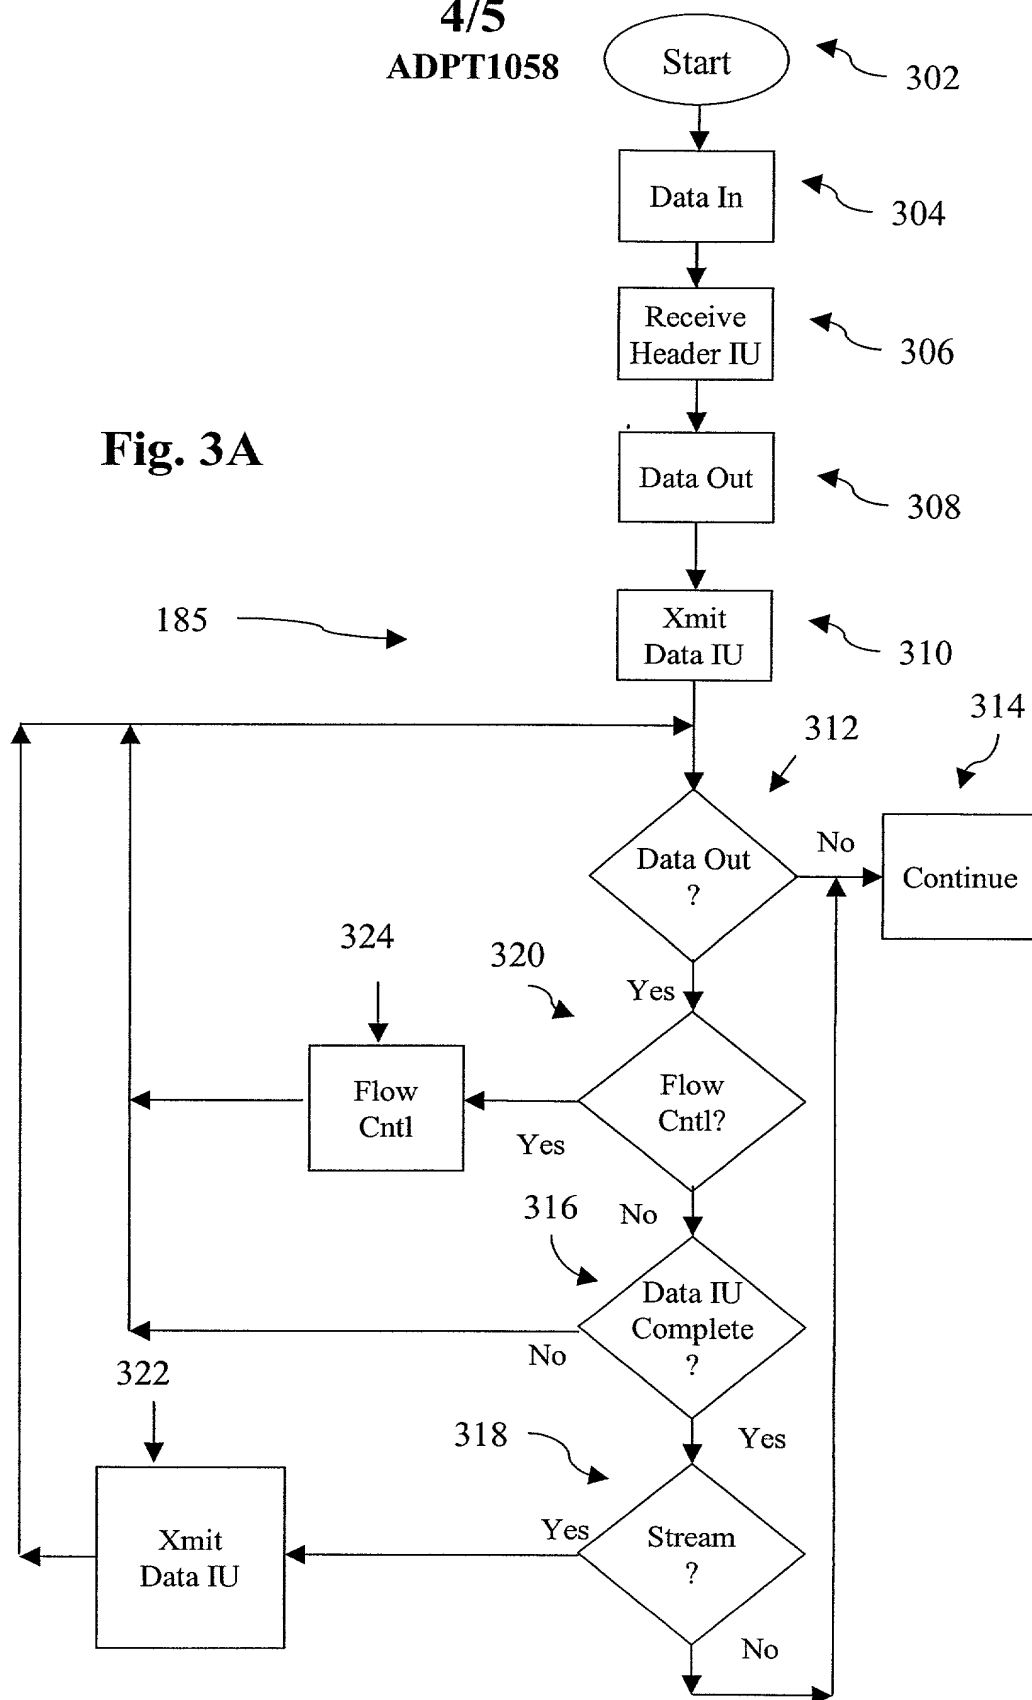 4/5
ADPT1058
Start
302
Data In
304
Receive
Header IU
306
Fig. 3A
Data Out
308
185
Xmit
Data IU
310
314
312
No
Data Out
?
Continue
324
320
Yes
Flow
Cntl
Flow
Cntl?
Yes
316
No
Data IU
Complete
?
No
322
318
Yes
Xmit
Data IU
Yes
Stream
?
No